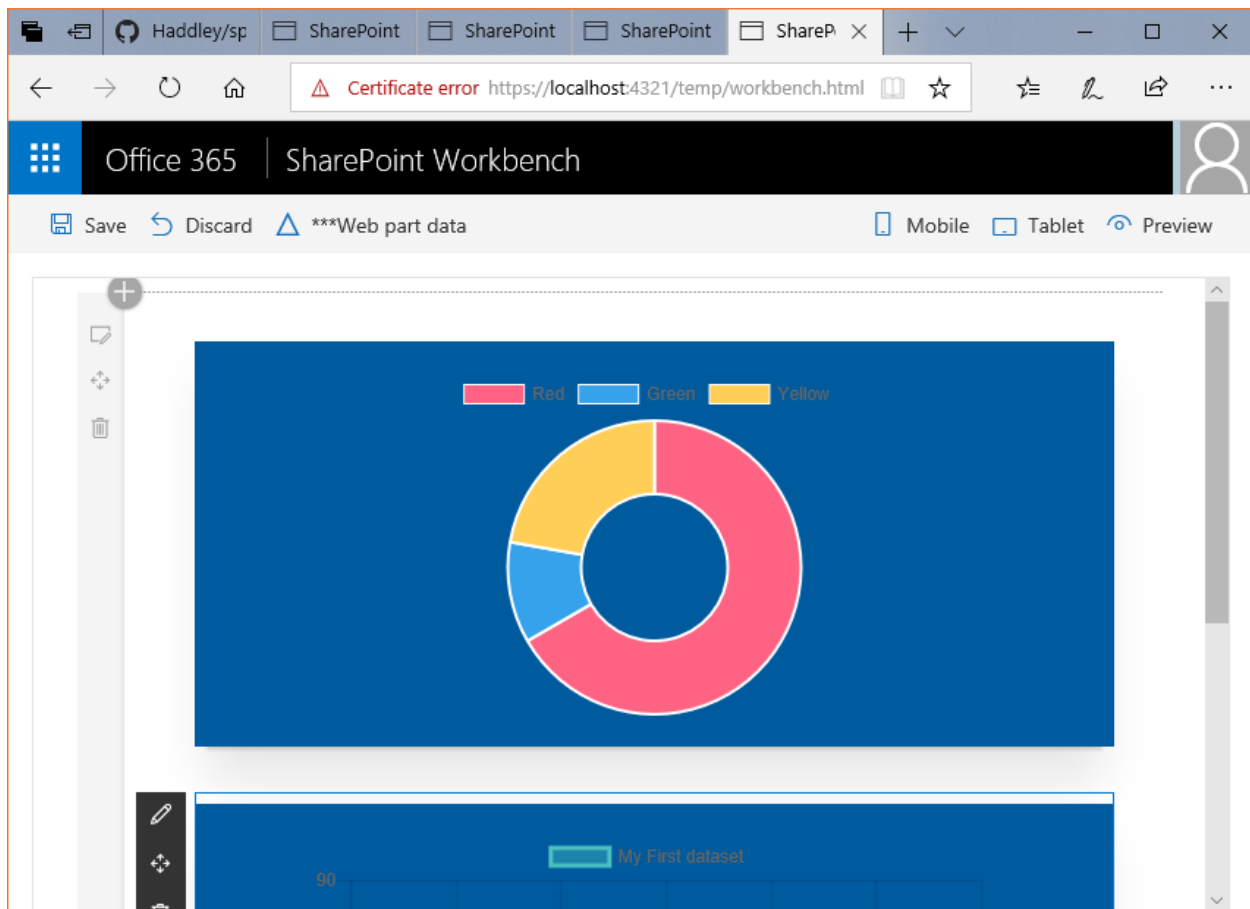 Haddley/sp SharePoint SharePoint SharePoint ShareP
Certificate error https://localhost:4321/temp/workbench.html
Office 365 SharePoint Workbench
Save Discard ***Web part data Mobile Tablet Preview
Red Green Yellow
My First dataset
90